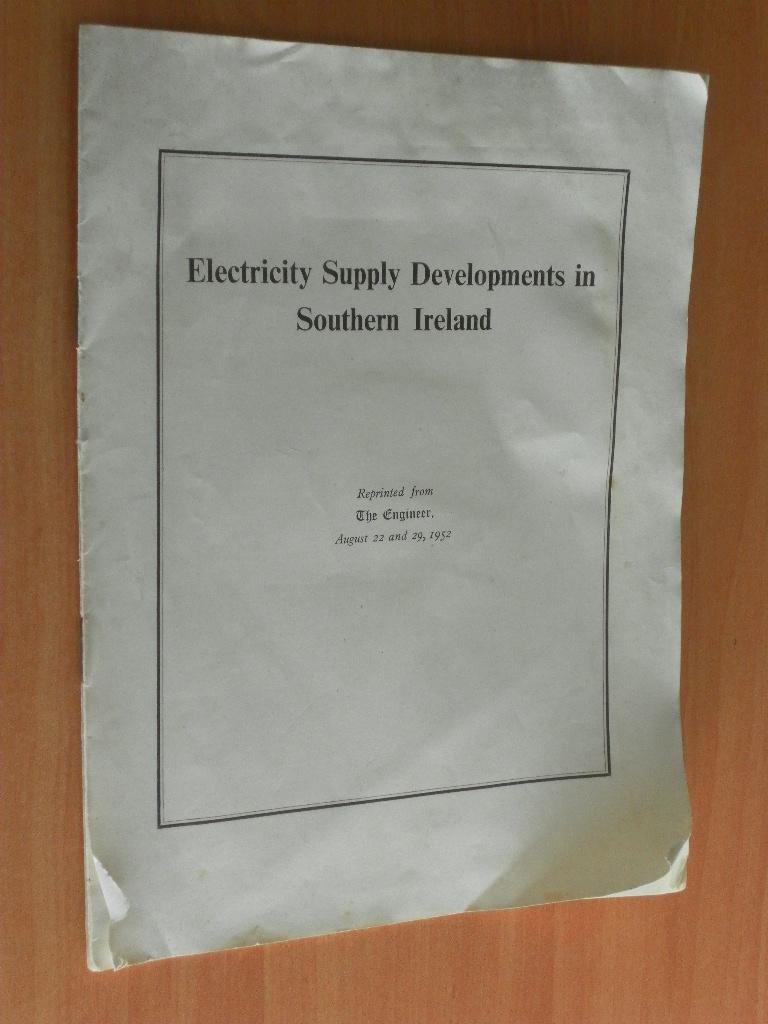 Electricity Supply Developments in
Southern Ireland
Reprinted from
The Engineer,
August 22 and 29, 1952